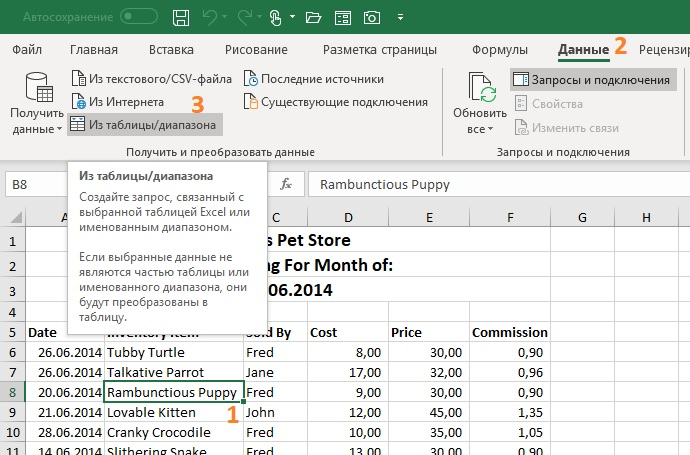 Автосохранение
Файл Главная Вставка Рисование Разметка страницы Формулы Данные 2 Рецензир
Получить данные
Из текстового/CSV-файла
Из Интернета
3
Из таблицы/диапазона
Последние источники
Существующие подключения
Получить и преобразовать данные
Обновить все
Запросы и подключения
Свойства
Изменить связи
Запросы и подключения
B8 fx Rambunctious Puppy
Из таблицы/диапазона
Создайте запрос, связанный с
выбранной таблицей Excel или
именованным диапазоном.
Если выбранные данные не
являются частью таблицы или
именованного диапазона, они
будут преобразованы в
таблицу.
A C D E F G H
1 s Pet Store
2 ng For Month of:
3 06.2014
4
5 Date Inventory Item Sold By Cost Price Commission
6 26.06.2014 Tubby Turtle Fred 8,00 30,00 0,90
7 26.06.2014 Talkative Parrot Jane 17,00 32,00 0,96
8 20.06.2014 Rambunctious Puppy Fred 9,00 30,00 0,90
9 21.06.2014 Lovable Kitten 1 John 12,00 45,00 1,35
10 28.06.2014 Cranky Crocodile Fred 10,00 35,00 1,05
11 14.06.2014 Slithering Snake Fred 13,00 30,00 0,90